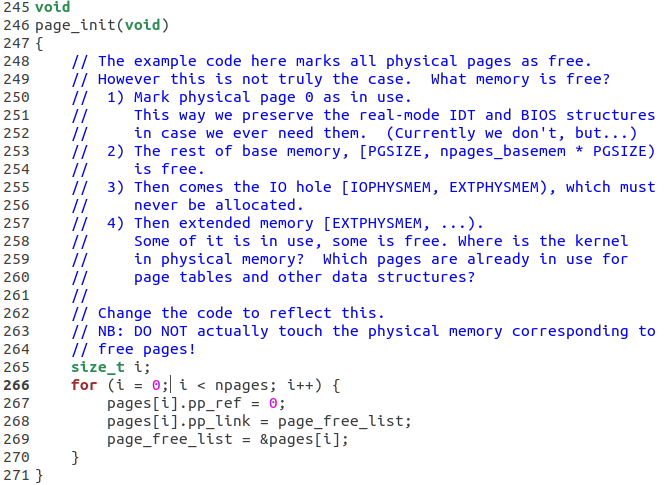 245 void
246 page_init(void)
247 {
248     // The example code here marks all physical pages as free.
249     // However this is not truly the case.  What memory is free?
250     //  1) Mark physical page 0 as in use.
251     //     This way we preserve the real-mode IDT and BIOS structures
252     //     in case we ever need them.  (Currently we don't, but...)
253     //  2) The rest of base memory, [PGSIZE, npages_basemem * PGSIZE)
254     //     is free.
255     //  3) Then comes the IO hole [IOPHYSMEM, EXTPHYSMEM), which must
256     //     never be allocated.
257     //  4) Then extended memory [EXTPHYSMEM, ...).
258     //     Some of it is in use, some is free. Where is the kernel
259     //     in physical memory?  Which pages are already in use for
260     //     page tables and other data structures?
261     //
262     // Change the code to reflect this.
263     // NB: DO NOT actually touch the physical memory corresponding to
264     // free pages!
265     size_t i;
266     for (i = 0; i < npages; i++) {
267         pages[i].pp_ref = 0;
268         pages[i].pp_link = page_free_list;
269         page_free_list = &pages[i];
270     }
271 }